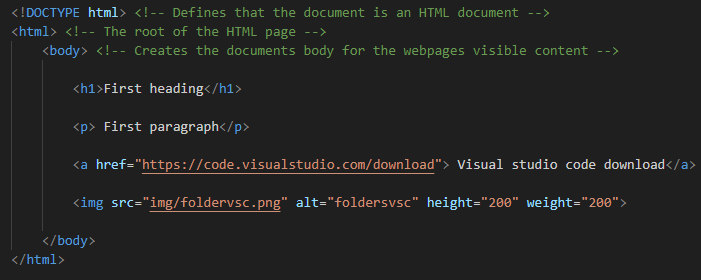 <!DOCTYPE html> <!-- Defines that the document is an HTML document -->
<html> <!-- The root of the HTML page -->
<body> <!-- Creates the documents body for the webpages visible content -->
<h1>First heading</h1>
<p> First paragraph</p>
<a href="https://code.visualstudio.com/download"> Visual studio code download</a>
<img src="img/foldervsc.png" alt="foldersvsc" height="200" weight="200">
</body>
</html>